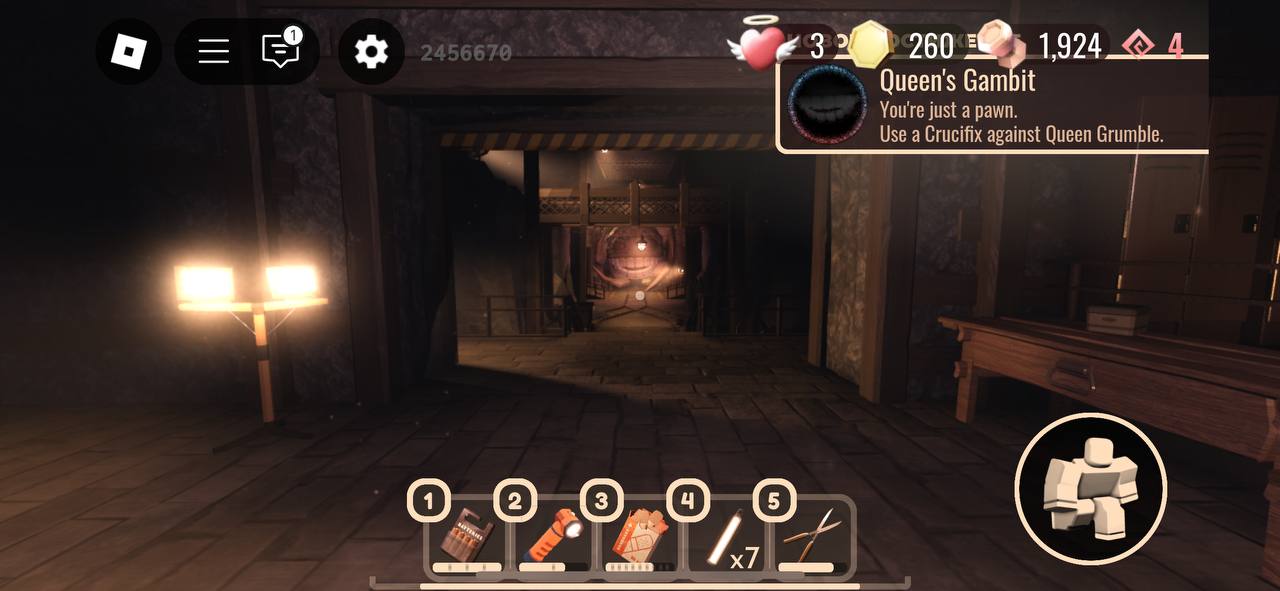 1
2456670
3
260
1,924
4
Queen's Gambit
You're just a pawn.
Use a Crucifix against Queen Grumble.
1
2
3
4
5
x7